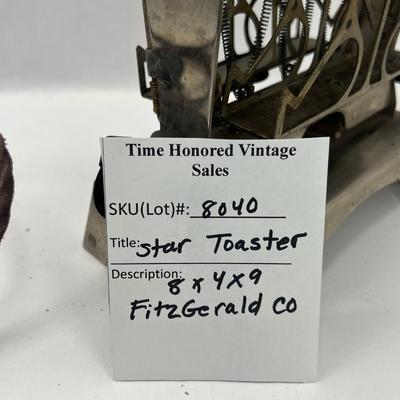 Time Honored Vintage
Sales
SKU(Lot)#: 8040
Title: Star Toaster
Description:
8 x 4 x 9
FitzGerald CO